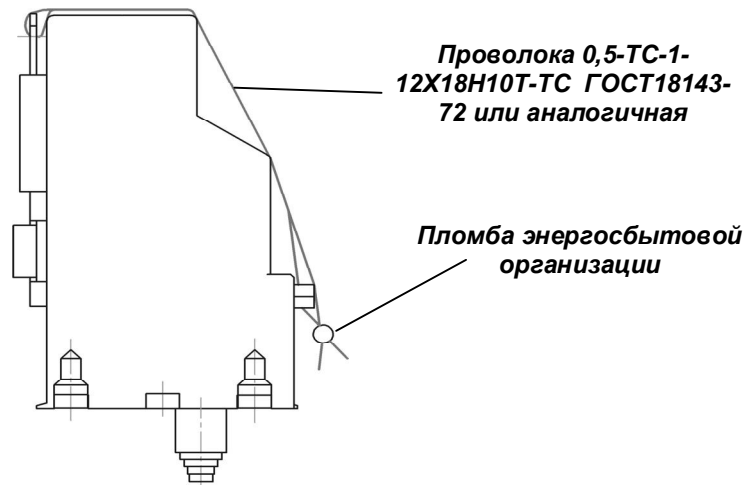 Проволока 0,5-ТС-1-
12Х18Н10Т-ТС ГОСТ18143-
72 или аналогичная
Пломба энергосбытовой
организации